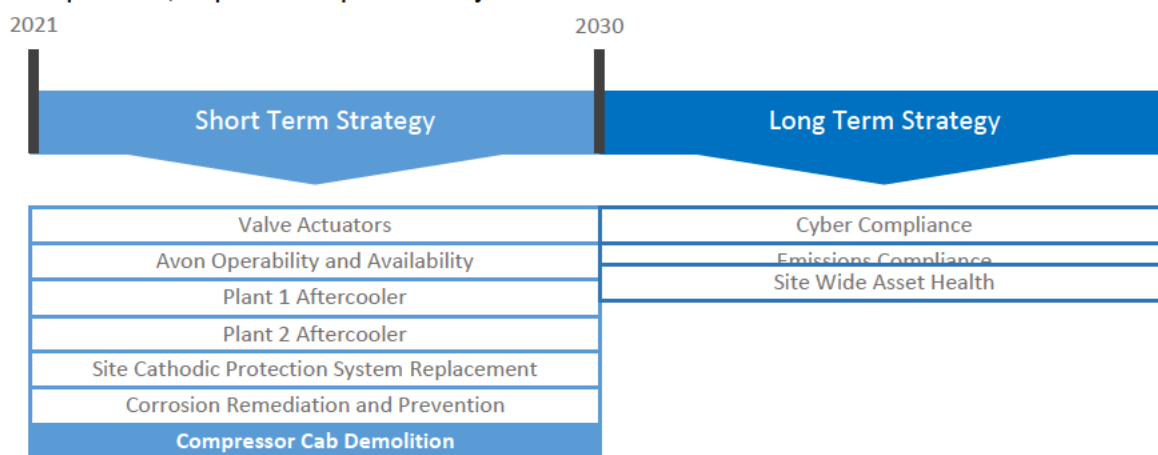 2021
2030
Short Term Strategy
Long Term Strategy
Valve Actuators
Avon Operability and Availability
Plant 1 Aftercooler
Plant 2 Aftercooler
Site Cathodic Protection System Replacement
Corrosion Remediation and Prevention
Compressor Cab Demolition
Cyber Compliance
Emissions Compliance
Site Wide Asset Health